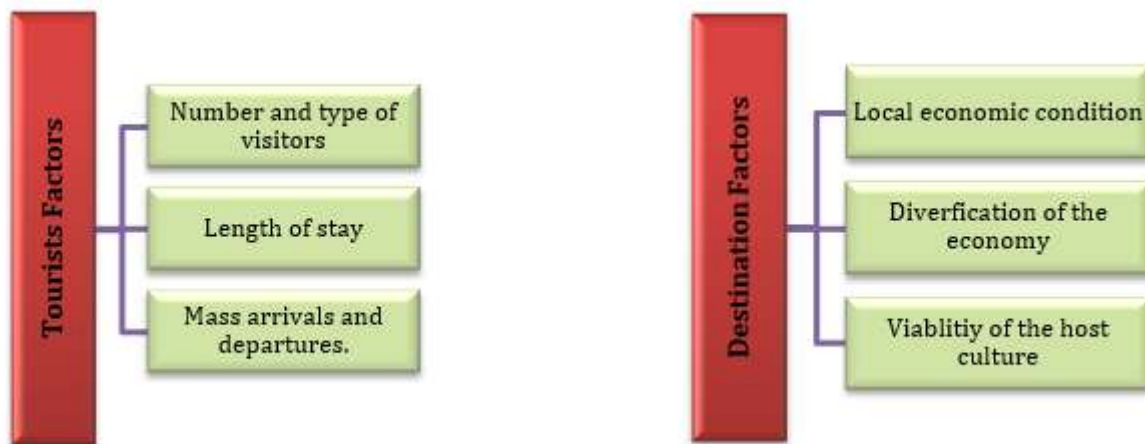 Tourists Factors
Number and type of
visitors
Length of stay
Mass arrivals and
departures.
Destination Factors
Local economic condition
Diverfication of the
economy
Viablitiy of the host
culture